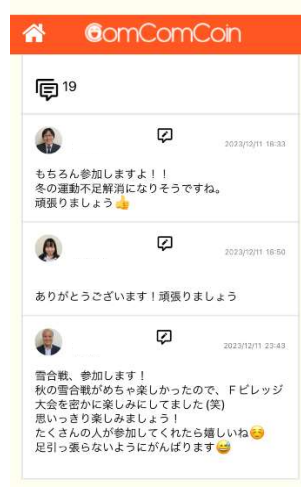 ComComCoin
19
2023/12/11 16:33
もちろん参加しますよ！！
冬の運動不足解消になりそうですね。
頑張りましょう👍
2023/12/11 16:50
ありがとうございます！頑張りましょう
2023/12/11 23:43
雪合戦、参加します！
秋の雪合戦がめちゃ楽しかったので、Ｆビレッジ
大会を密かに楽しみにしてました(笑)
思いっきり楽しみましょう！
たくさんの人が参加してくれたら嬉しいね☺️
足引っ張らないようにがんばります😅